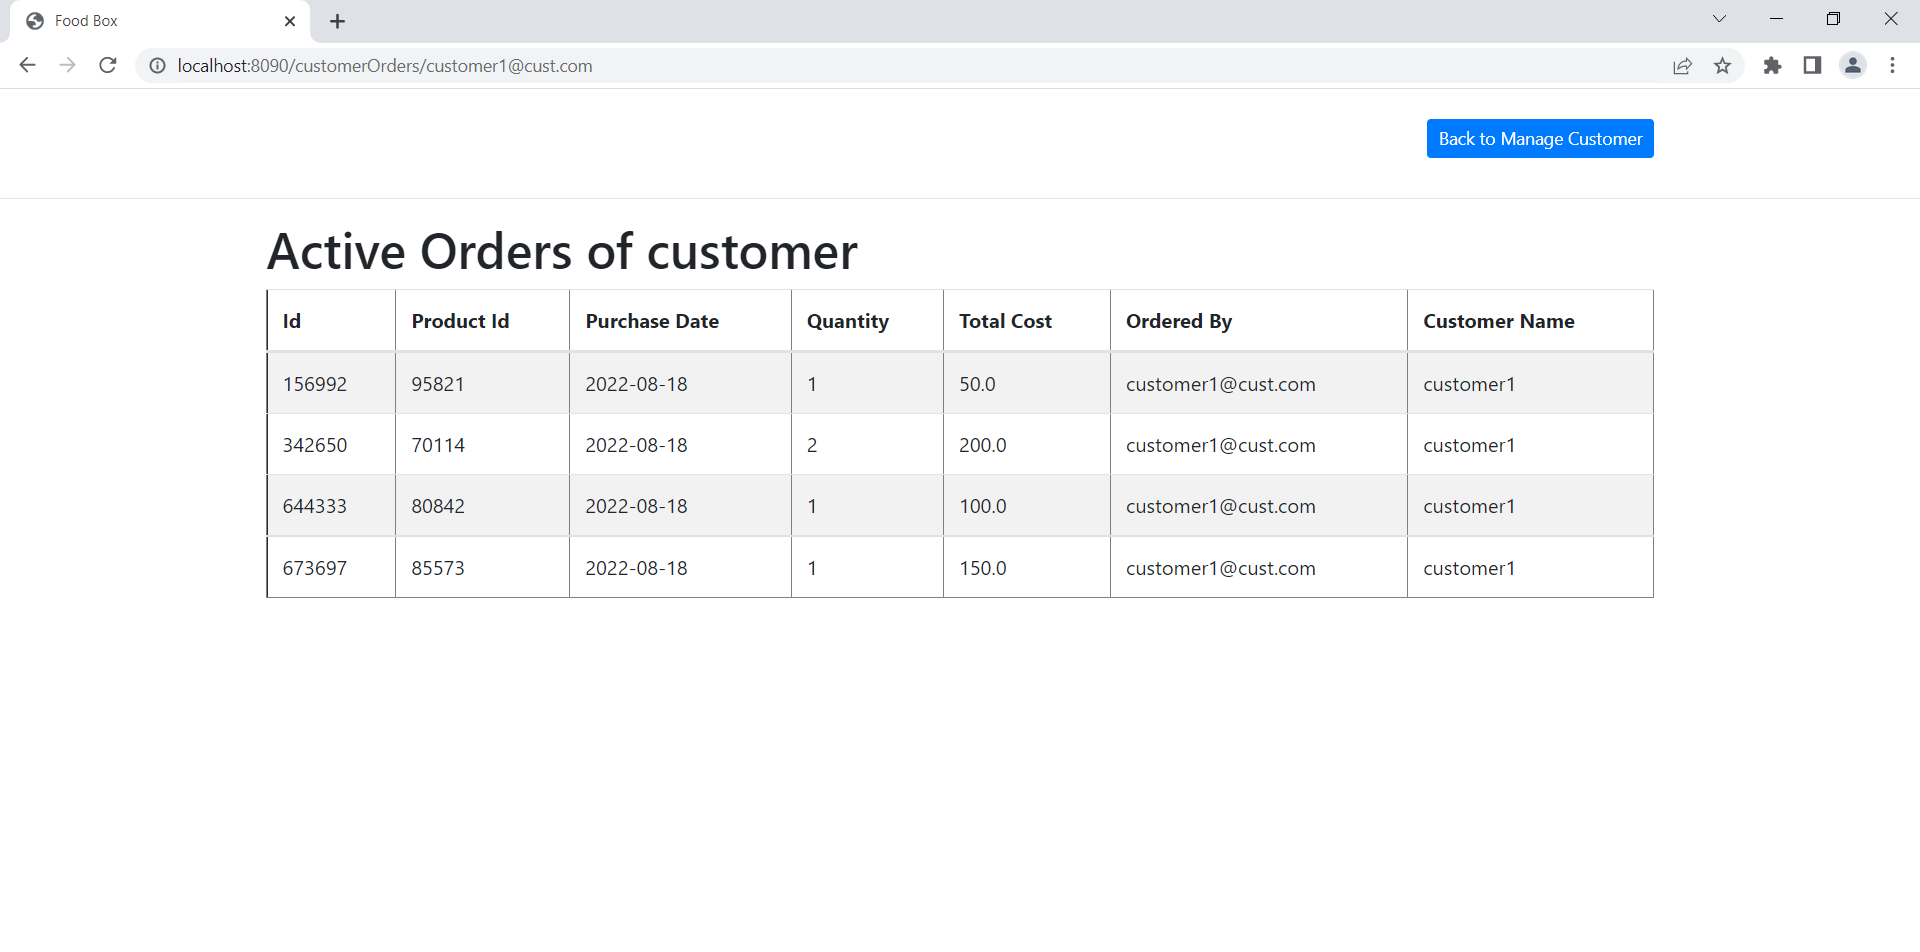 Food Box
localhost:8090/customerOrders/customer1@cust.com
Back to Manage Customer
Active Orders of customer
Id Product Id Purchase Date Quantity Total Cost Ordered By Customer Name
156992 95821 2022-08-18 1 50.0 customer1@cust.com customer1
342650 70114 2022-08-18 2 200.0 customer1@cust.com customer1
644333 80842 2022-08-18 1 100.0 customer1@cust.com customer1
673697 85573 2022-08-18 1 150.0 customer1@cust.com customer1